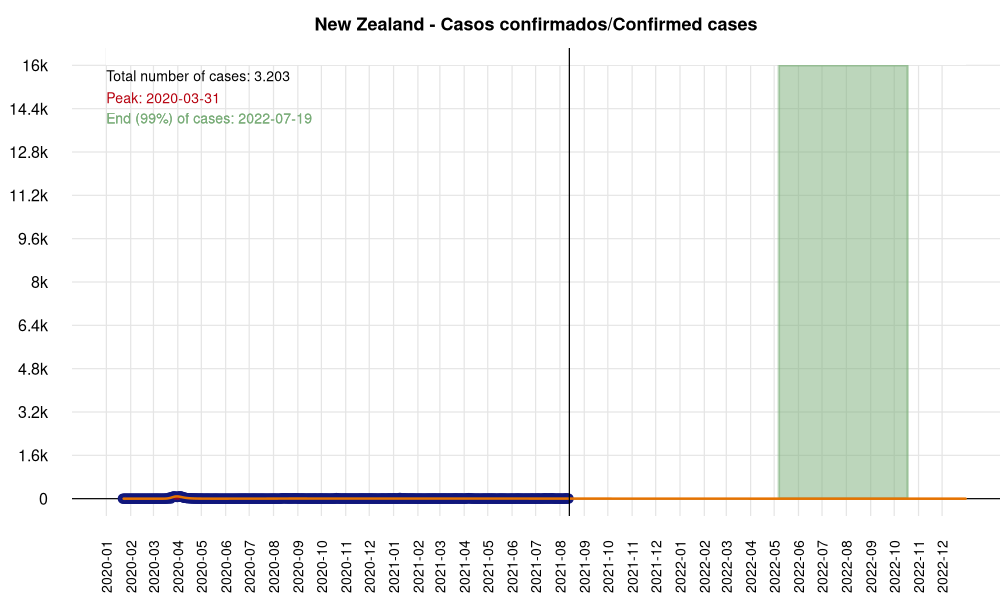 New Zealand - Casos confirmados/Confirmed cases
Total number of cases: 3.203
Peak: 2020-03-31
End (99%) of cases: 2022-07-19
16k
14.4k
12.8k
11.2k
9.6k
8k
6.4k
4.8k
3.2k
1.6k
0
2020-01
2020-02
2020-03
2020-04
2020-05
2020-06
2020-07
2020-08
2020-09
2020-10
2020-11
2020-12
2021-01
2021-02
2021-03
2021-04
2021-05
2021-06
2021-07
2021-08
2021-09
2021-10
2021-11
2021-12
2022-01
2022-02
2022-03
2022-04
2022-05
2022-06
2022-07
2022-08
2022-09
2022-10
2022-11
2022-12